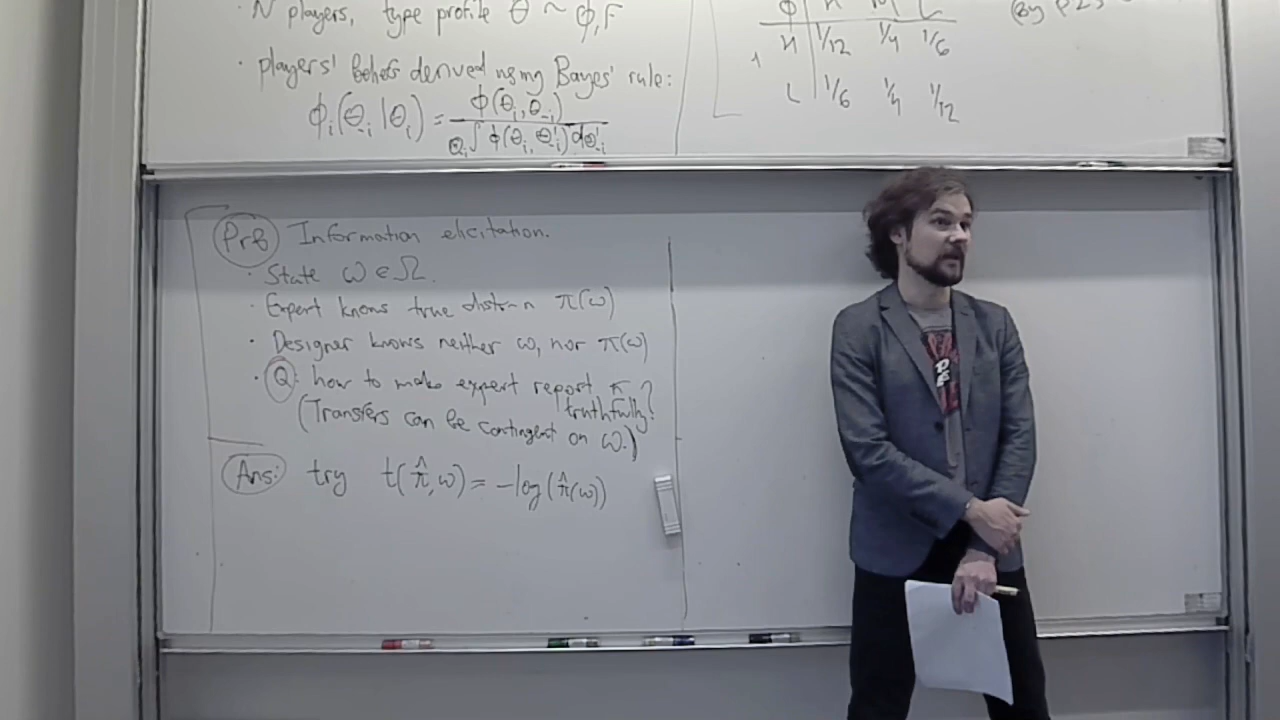 · N players, type profile θ ~ ϕ, F
· players' beliefs derived using Bayes' rule:
ϕᵢ(θ₋ᵢ | θᵢ) = ϕ(θᵢ, θ₋ᵢ) / ∫ ϕ(θᵢ, θ'₋ᵢ) dθ'₋ᵢ
H 1/12 1/4 1/6
L 1/6 1/4 1/12
Prb Information elicitation.
· State ω ∈ Ω.
· Expert knows true distr-n π(ω)
· Designer knows neither ω, nor π(ω)
· Q: how to make expert report π truthfully?
(Transfers can be contingent on ω.)
Ans: try t(π̂, ω) = -log(π̂(ω))